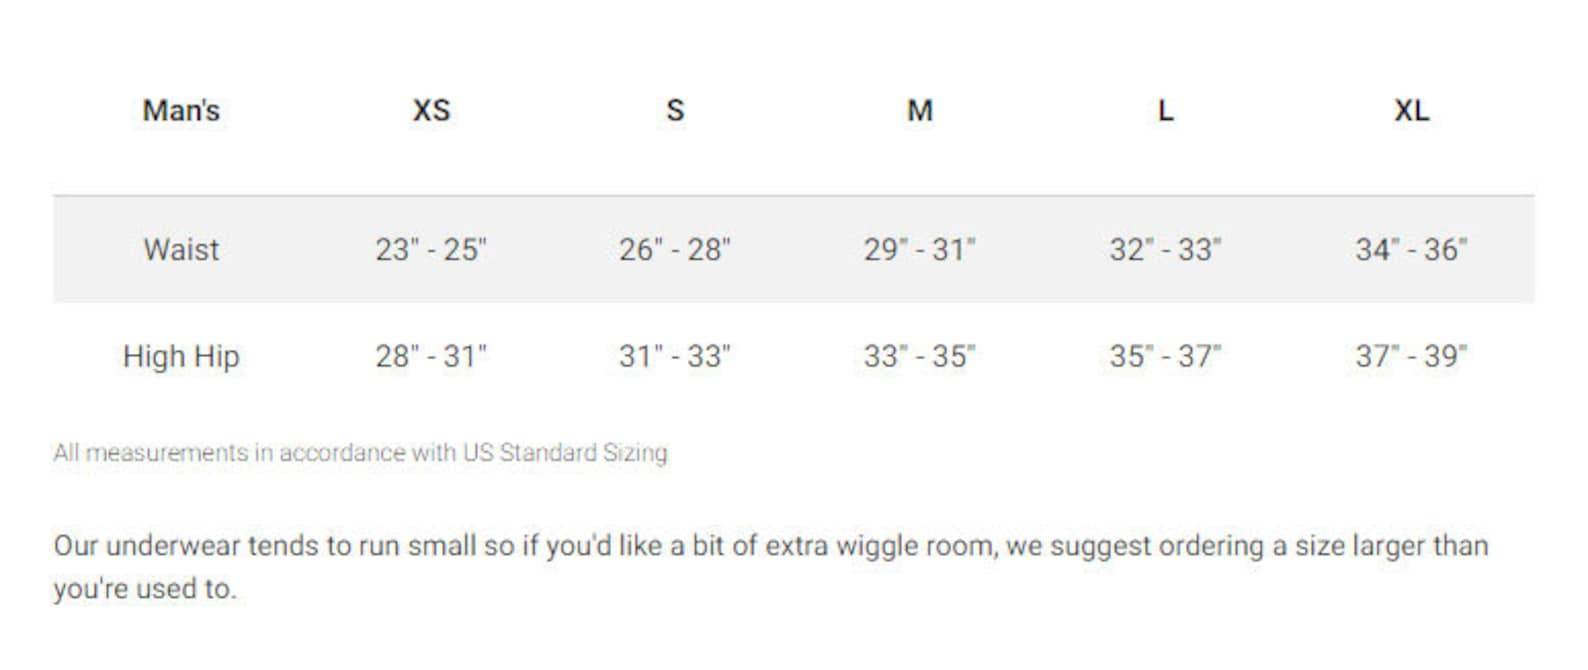 Man's XS S M L XL
Waist 23" - 25" 26" - 28" 29" - 31" 32" - 33" 34" - 36"
High Hip 28" - 31" 31" - 33" 33" - 35" 35" - 37" 37" - 39"
All measurements in accordance with US Standard Sizing
Our underwear tends to run small so if you'd like a bit of extra wiggle room, we suggest ordering a size larger than
you're used to.